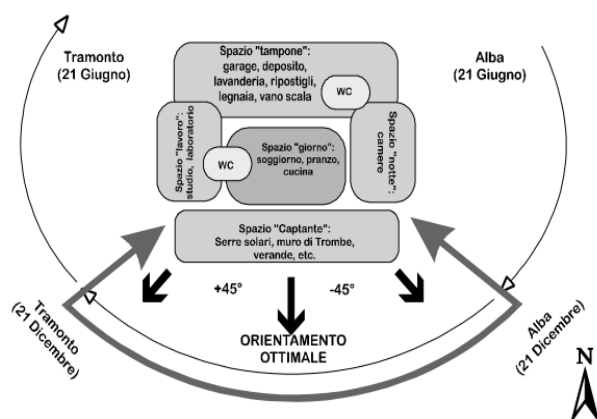 Tramonto
(21 Giugno)
Spazio "tampone":
garage, deposito,
lavanderia, ripostigli,
legnaia, vano scala
WC
Alba
(21 Giugno)
Spazio "lavoro":
studio, laboratorio
WC
Spazio "giorno":
soggiorno, pranzo,
cucina
Spazio "notte":
camere
Spazio "Captante":
Serre solari, muro di Trombe,
verande, etc.
+45°
-45°
Tramonto
(21 Dicembre)
ORIENTAMENTO
OTTIMALE
Alba
(21 Dicembre)
N